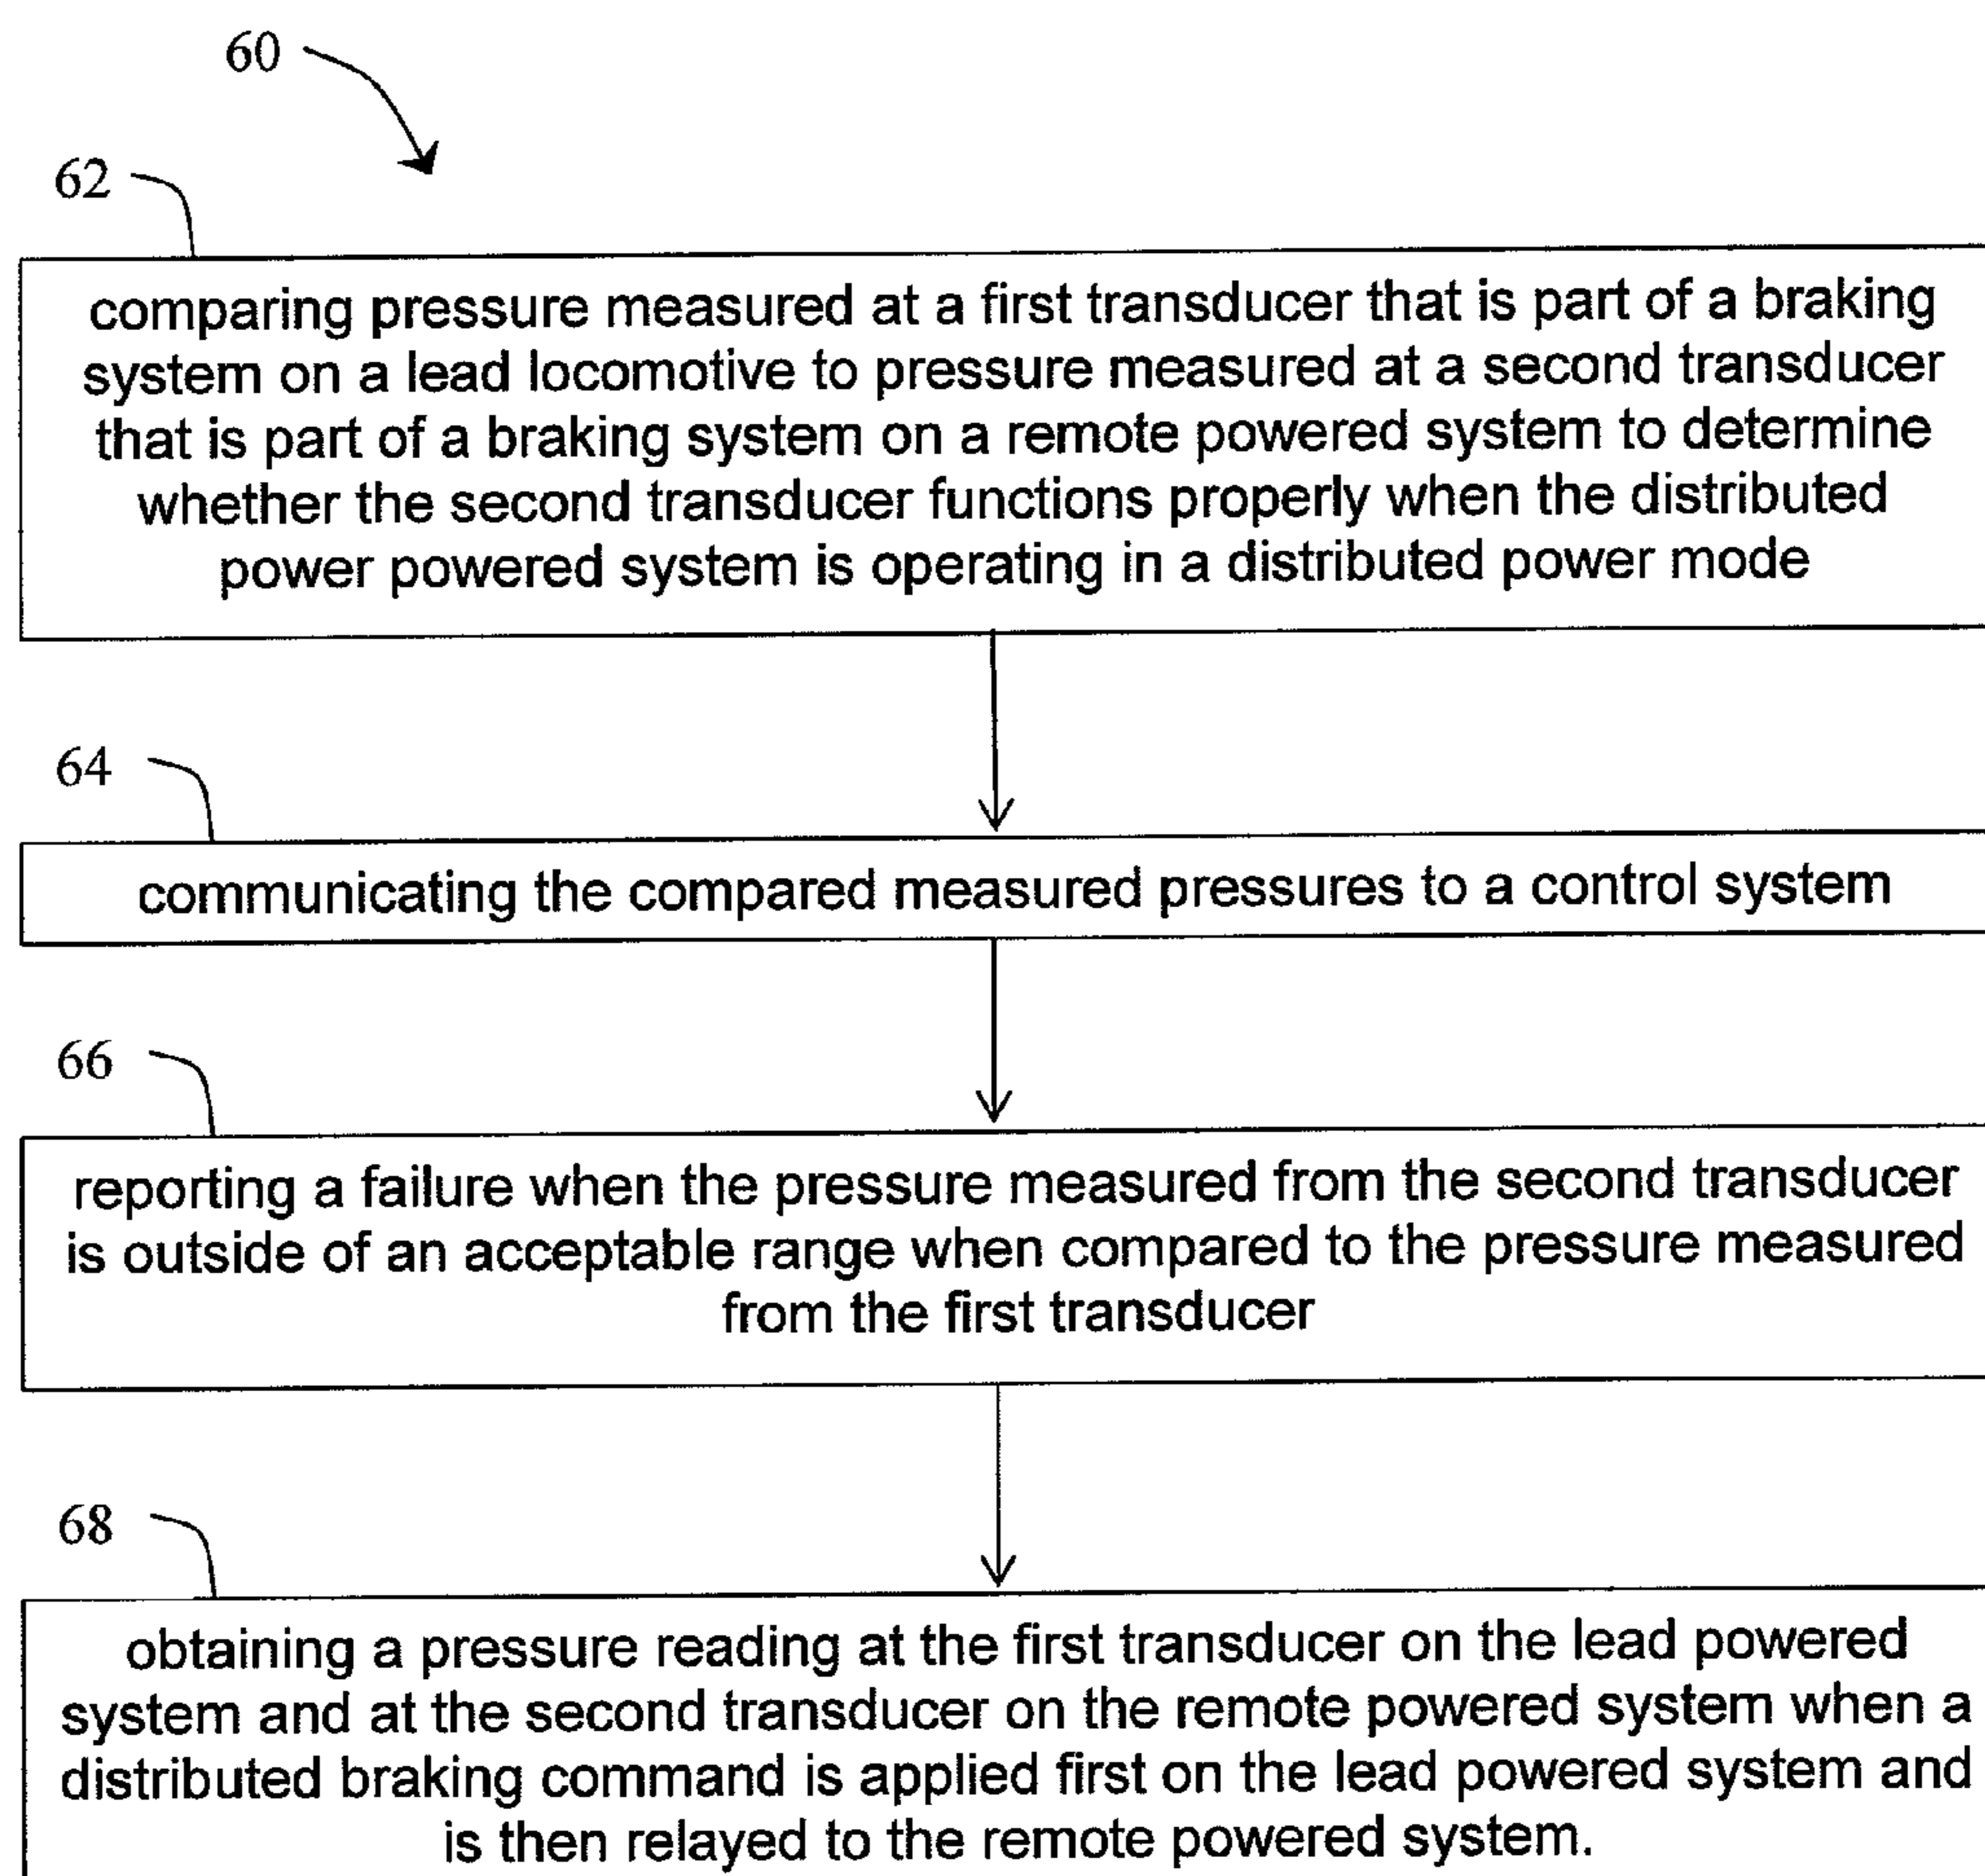 60
62
comparing pressure measured at a first transducer that is part of a braking
system on a lead locomotive to pressure measured at a second transducer
that is part of a braking system on a remote powered system to determine
whether the second transducer functions properly when the distributed
power powered system is operating in a distributed power mode
64
communicating the compared measured pressures to a control system
66
reporting a failure when the pressure measured from the second transducer
is outside of an acceptable range when compared to the pressure measured
from the first transducer
68
obtaining a pressure reading at the first transducer on the lead powered
system and at the second transducer on the remote powered system when a
distributed braking command is applied first on the lead powered system and
is then relayed to the remote powered system.